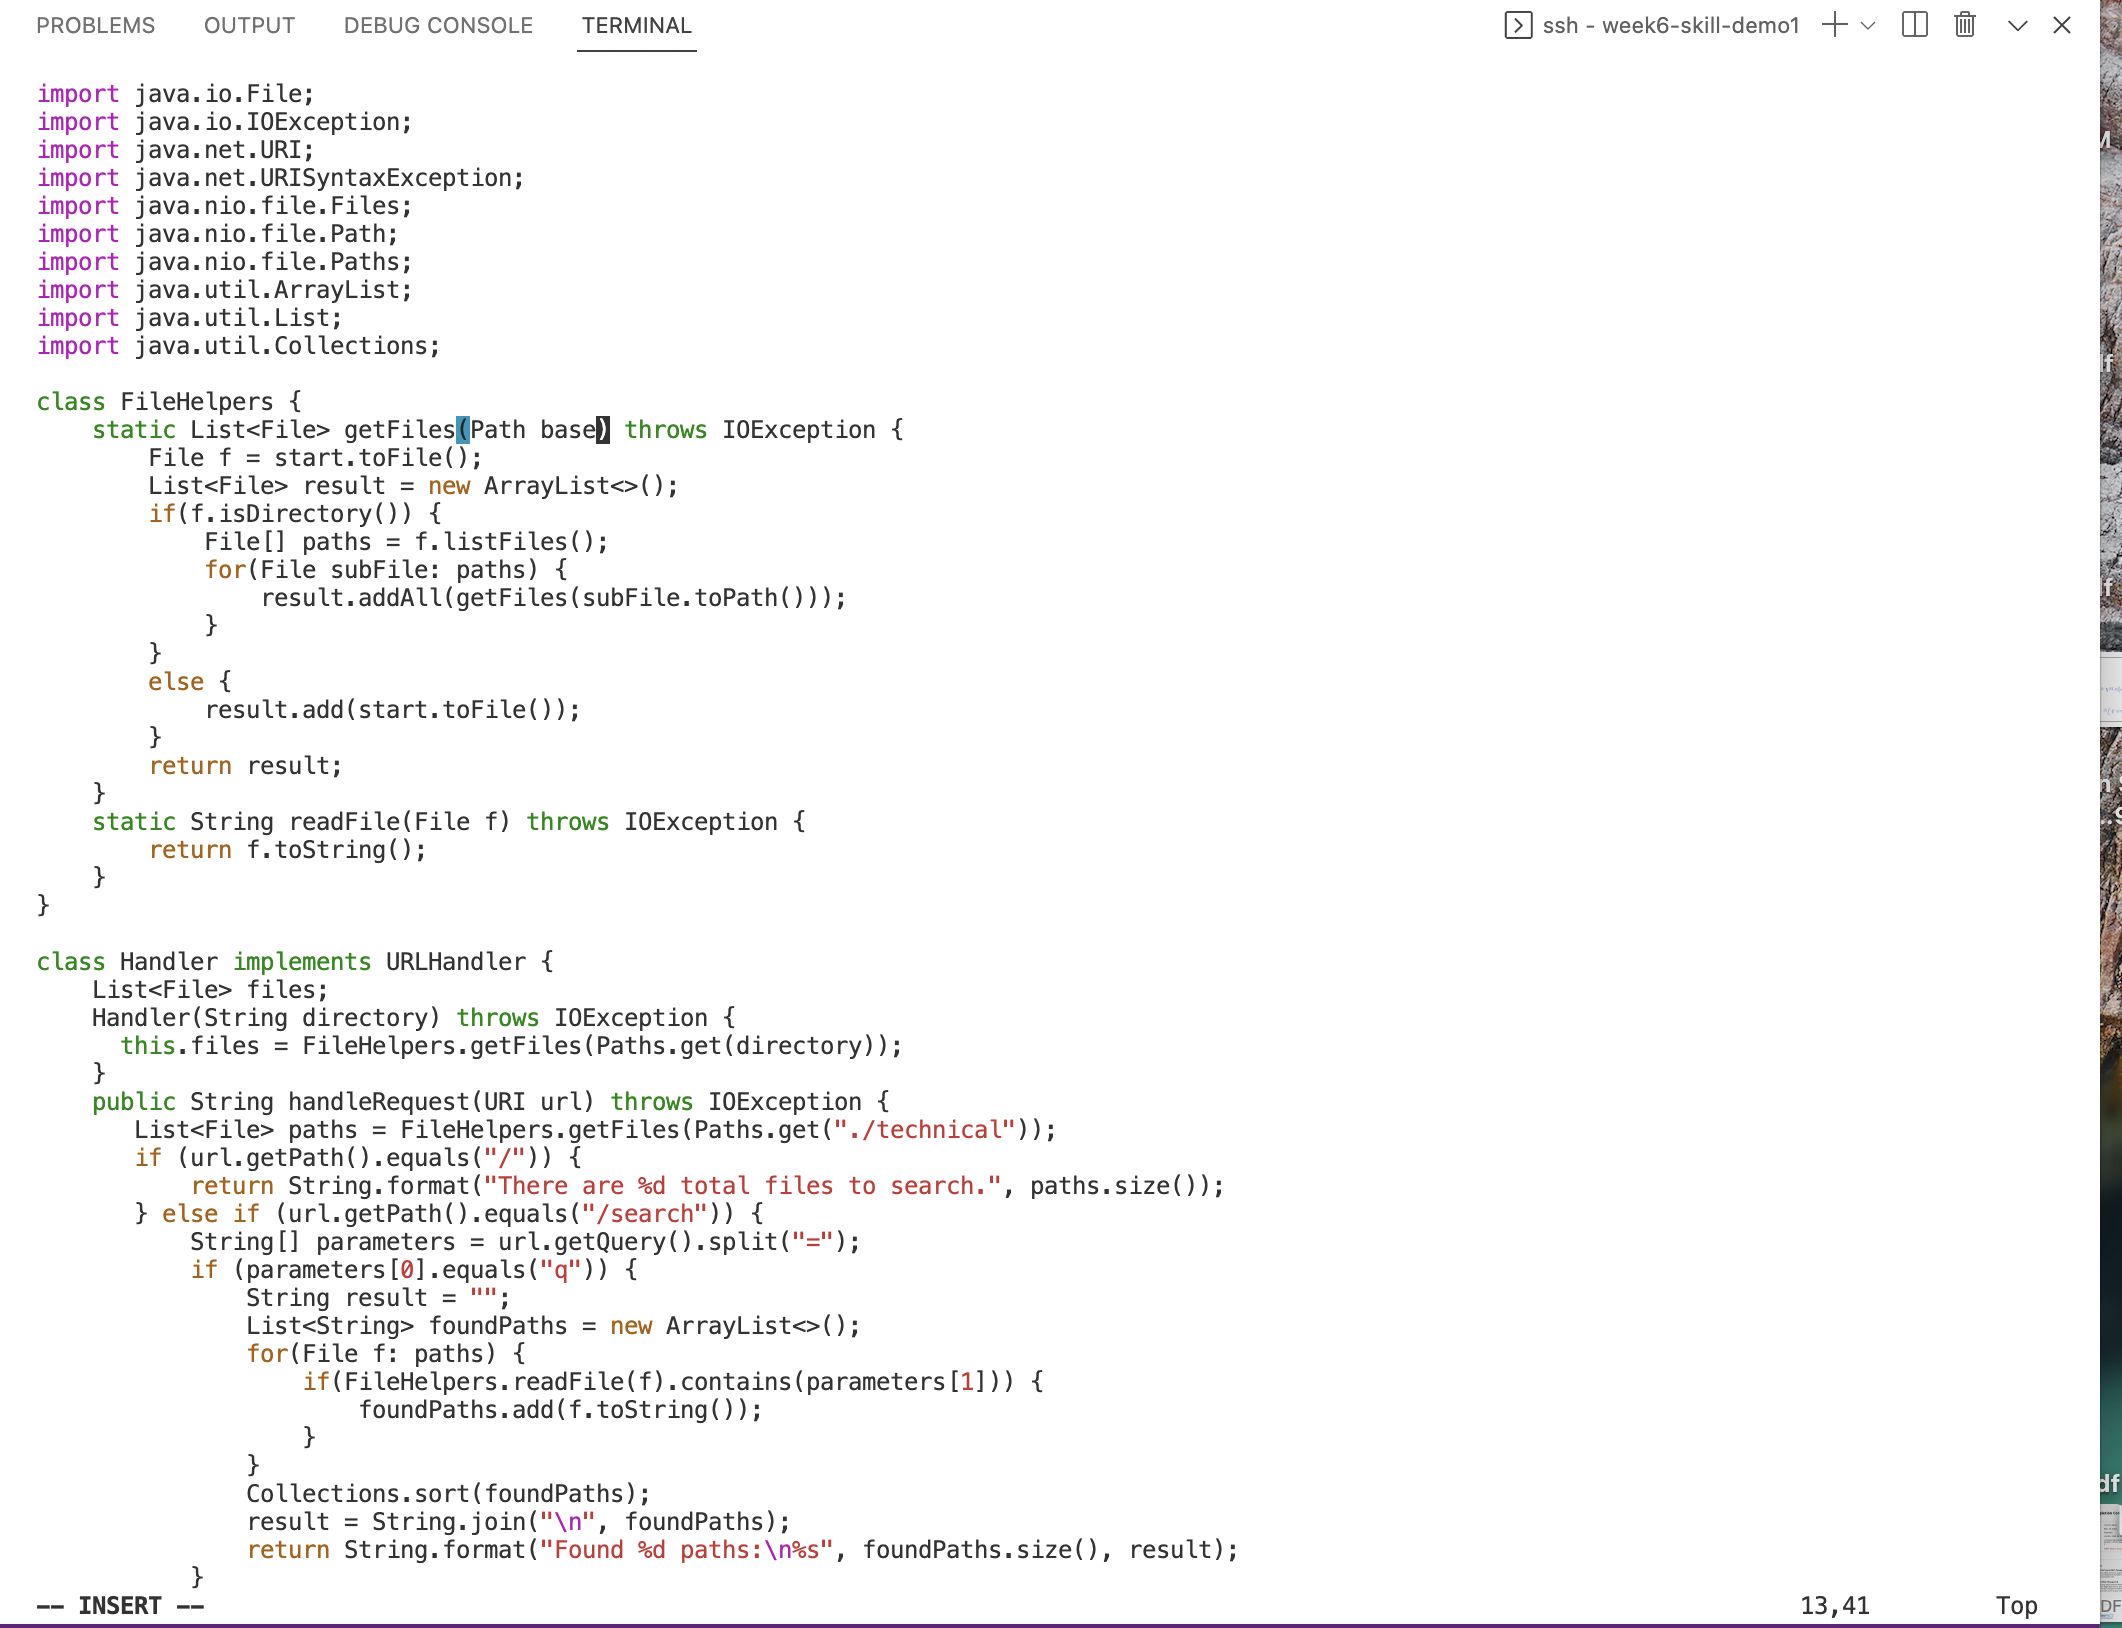 PROBLEMS OUTPUT DEBUG CONSOLE TERMINAL ssh - week6-skill-demo1
import java.io.File;
import java.io.IOException;
import java.net.URI;
import java.net.URISyntaxException;
import java.nio.file.Files;
import java.nio.file.Path;
import java.nio.file.Paths;
import java.util.ArrayList;
import java.util.List;
import java.util.Collections;
class FileHelpers {
    static List<File> getFiles(Path base) throws IOException {
        File f = start.toFile();
        List<File> result = new ArrayList<>();
        if(f.isDirectory()) {
            File[] paths = f.listFiles();
            for(File subFile: paths) {
                result.addAll(getFiles(subFile.toPath()));
            }
        }
        else {
            result.add(start.toFile());
        }
        return result;
    }
    static String readFile(File f) throws IOException {
        return f.toString();
    }
}
class Handler implements URLHandler {
    List<File> files;
    Handler(String directory) throws IOException {
      this.files = FileHelpers.getFiles(Paths.get(directory));
    }
    public String handleRequest(URI url) throws IOException {
       List<File> paths = FileHelpers.getFiles(Paths.get("./technical"));
       if (url.getPath().equals("/")) {
           return String.format("There are %d total files to search.", paths.size());
       } else if (url.getPath().equals("/search")) {
           String[] parameters = url.getQuery().split("=");
           if (parameters[0].equals("q")) {
               String result = "";
               List<String> foundPaths = new ArrayList<>();
               for(File f: paths) {
                   if(FileHelpers.readFile(f).contains(parameters[1])) {
                       foundPaths.add(f.toString());
                   }
               }
               Collections.sort(foundPaths);
               result = String.join("\n", foundPaths);
               return String.format("Found %d paths:\n%s", foundPaths.size(), result);
           }
-- INSERT -- 13,41 Top